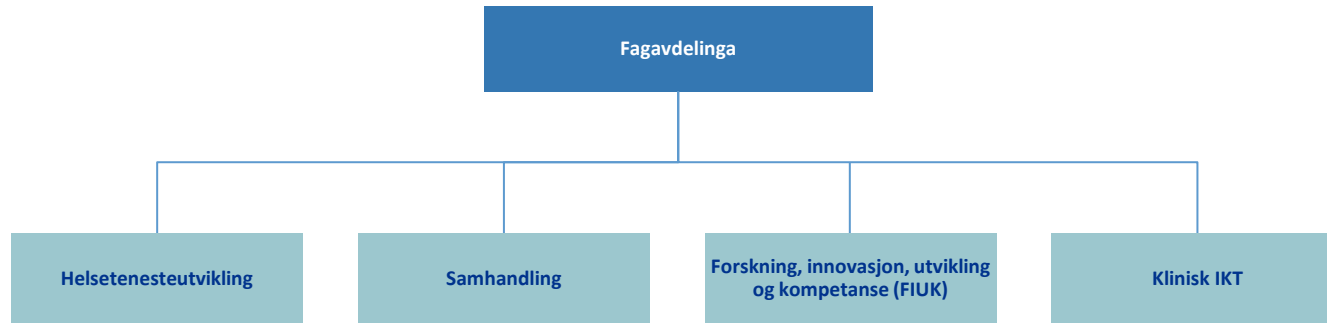 Fagavdelinga
Helsetenesteutvikling
Samhandling
Forskning, innovasjon, utvikling
og kompetanse (FIUK)
Klinisk IKT